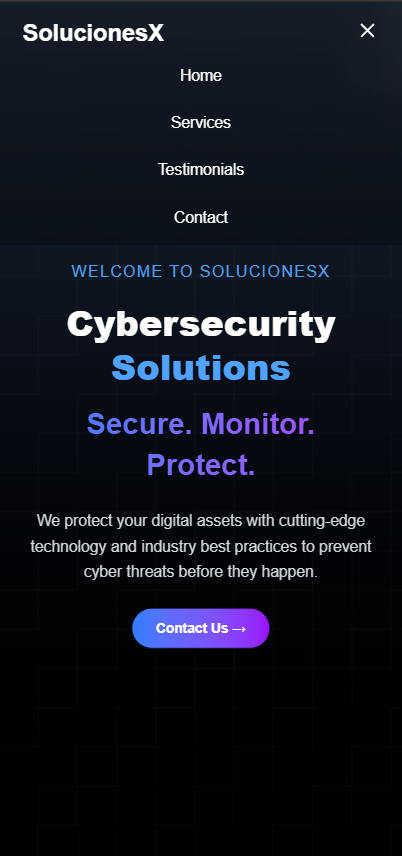 SolucionesX
Home
Services
Testimonials
Contact
WELCOME TO SOLUCIONESX
Cybersecurity
Solutions
Secure. Monitor.
Protect.
We protect your digital assets with cutting-edge
technology and industry best practices to prevent
cyber threats before they happen.
Contact Us →